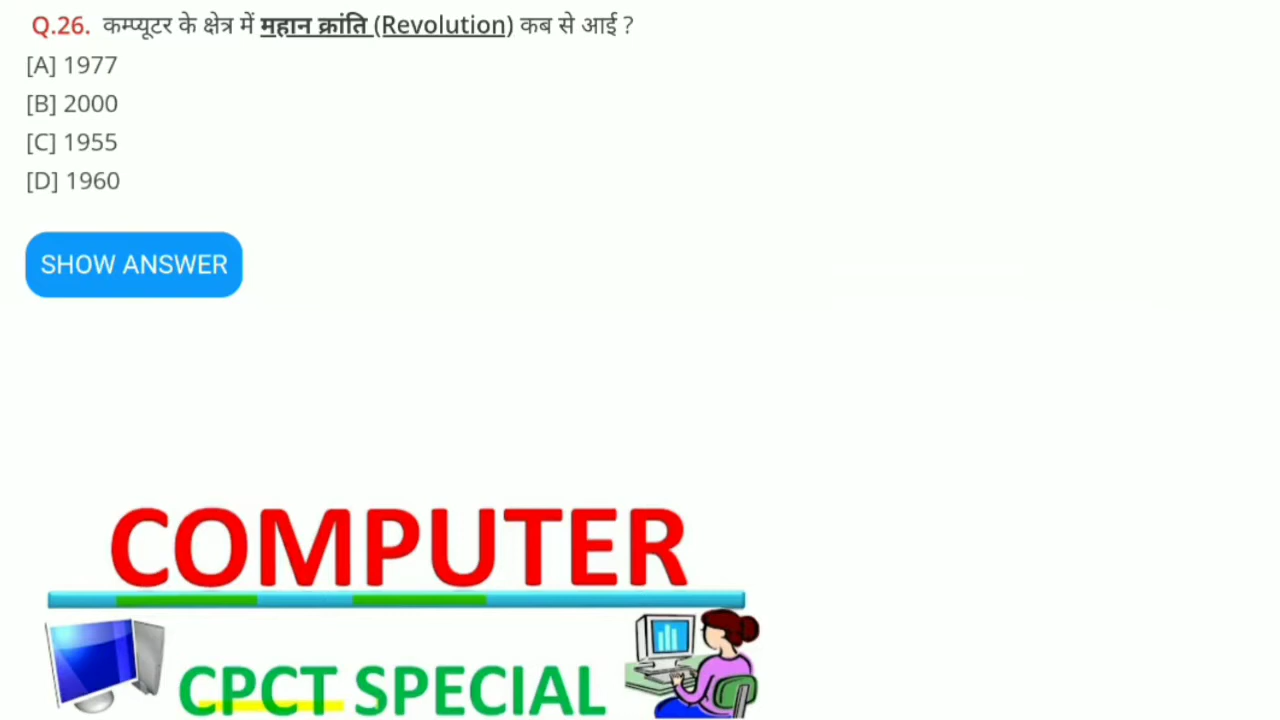 Q.26. कम्प्यूटर के क्षेत्र में महान क्रांति (Revolution) कब से आई ?
[A] 1977
[B] 2000
[C] 1955
[D] 1960
SHOW ANSWER
COMPUTER
CPCT SPECIAL